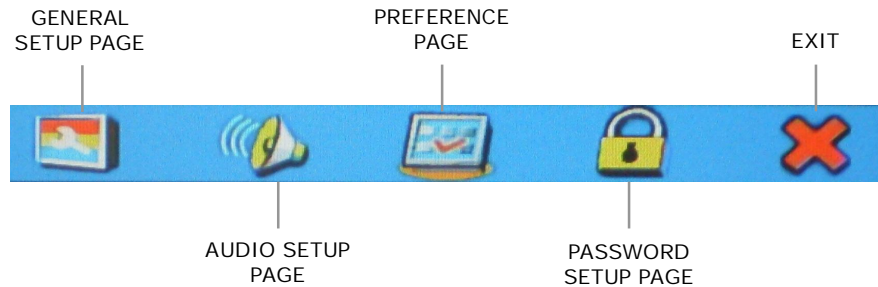 GENERAL
SETUP PAGE
PREFERENCE
PAGE
EXIT
AUDIO SETUP
PAGE
PASSWORD
SETUP PAGE